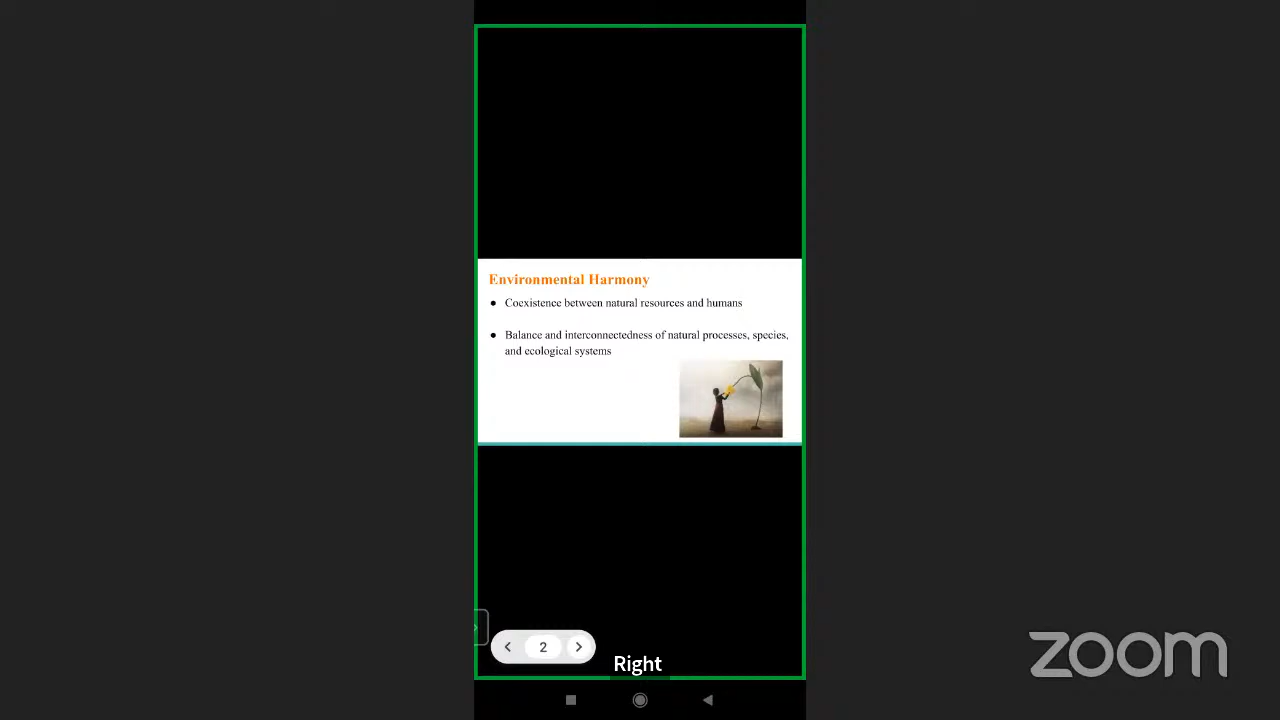 Environmental Harmony
● Coexistence between natural resources and humans
● Balance and interconnectedness of natural processes, species,
and ecological systems
2
Right
zoom